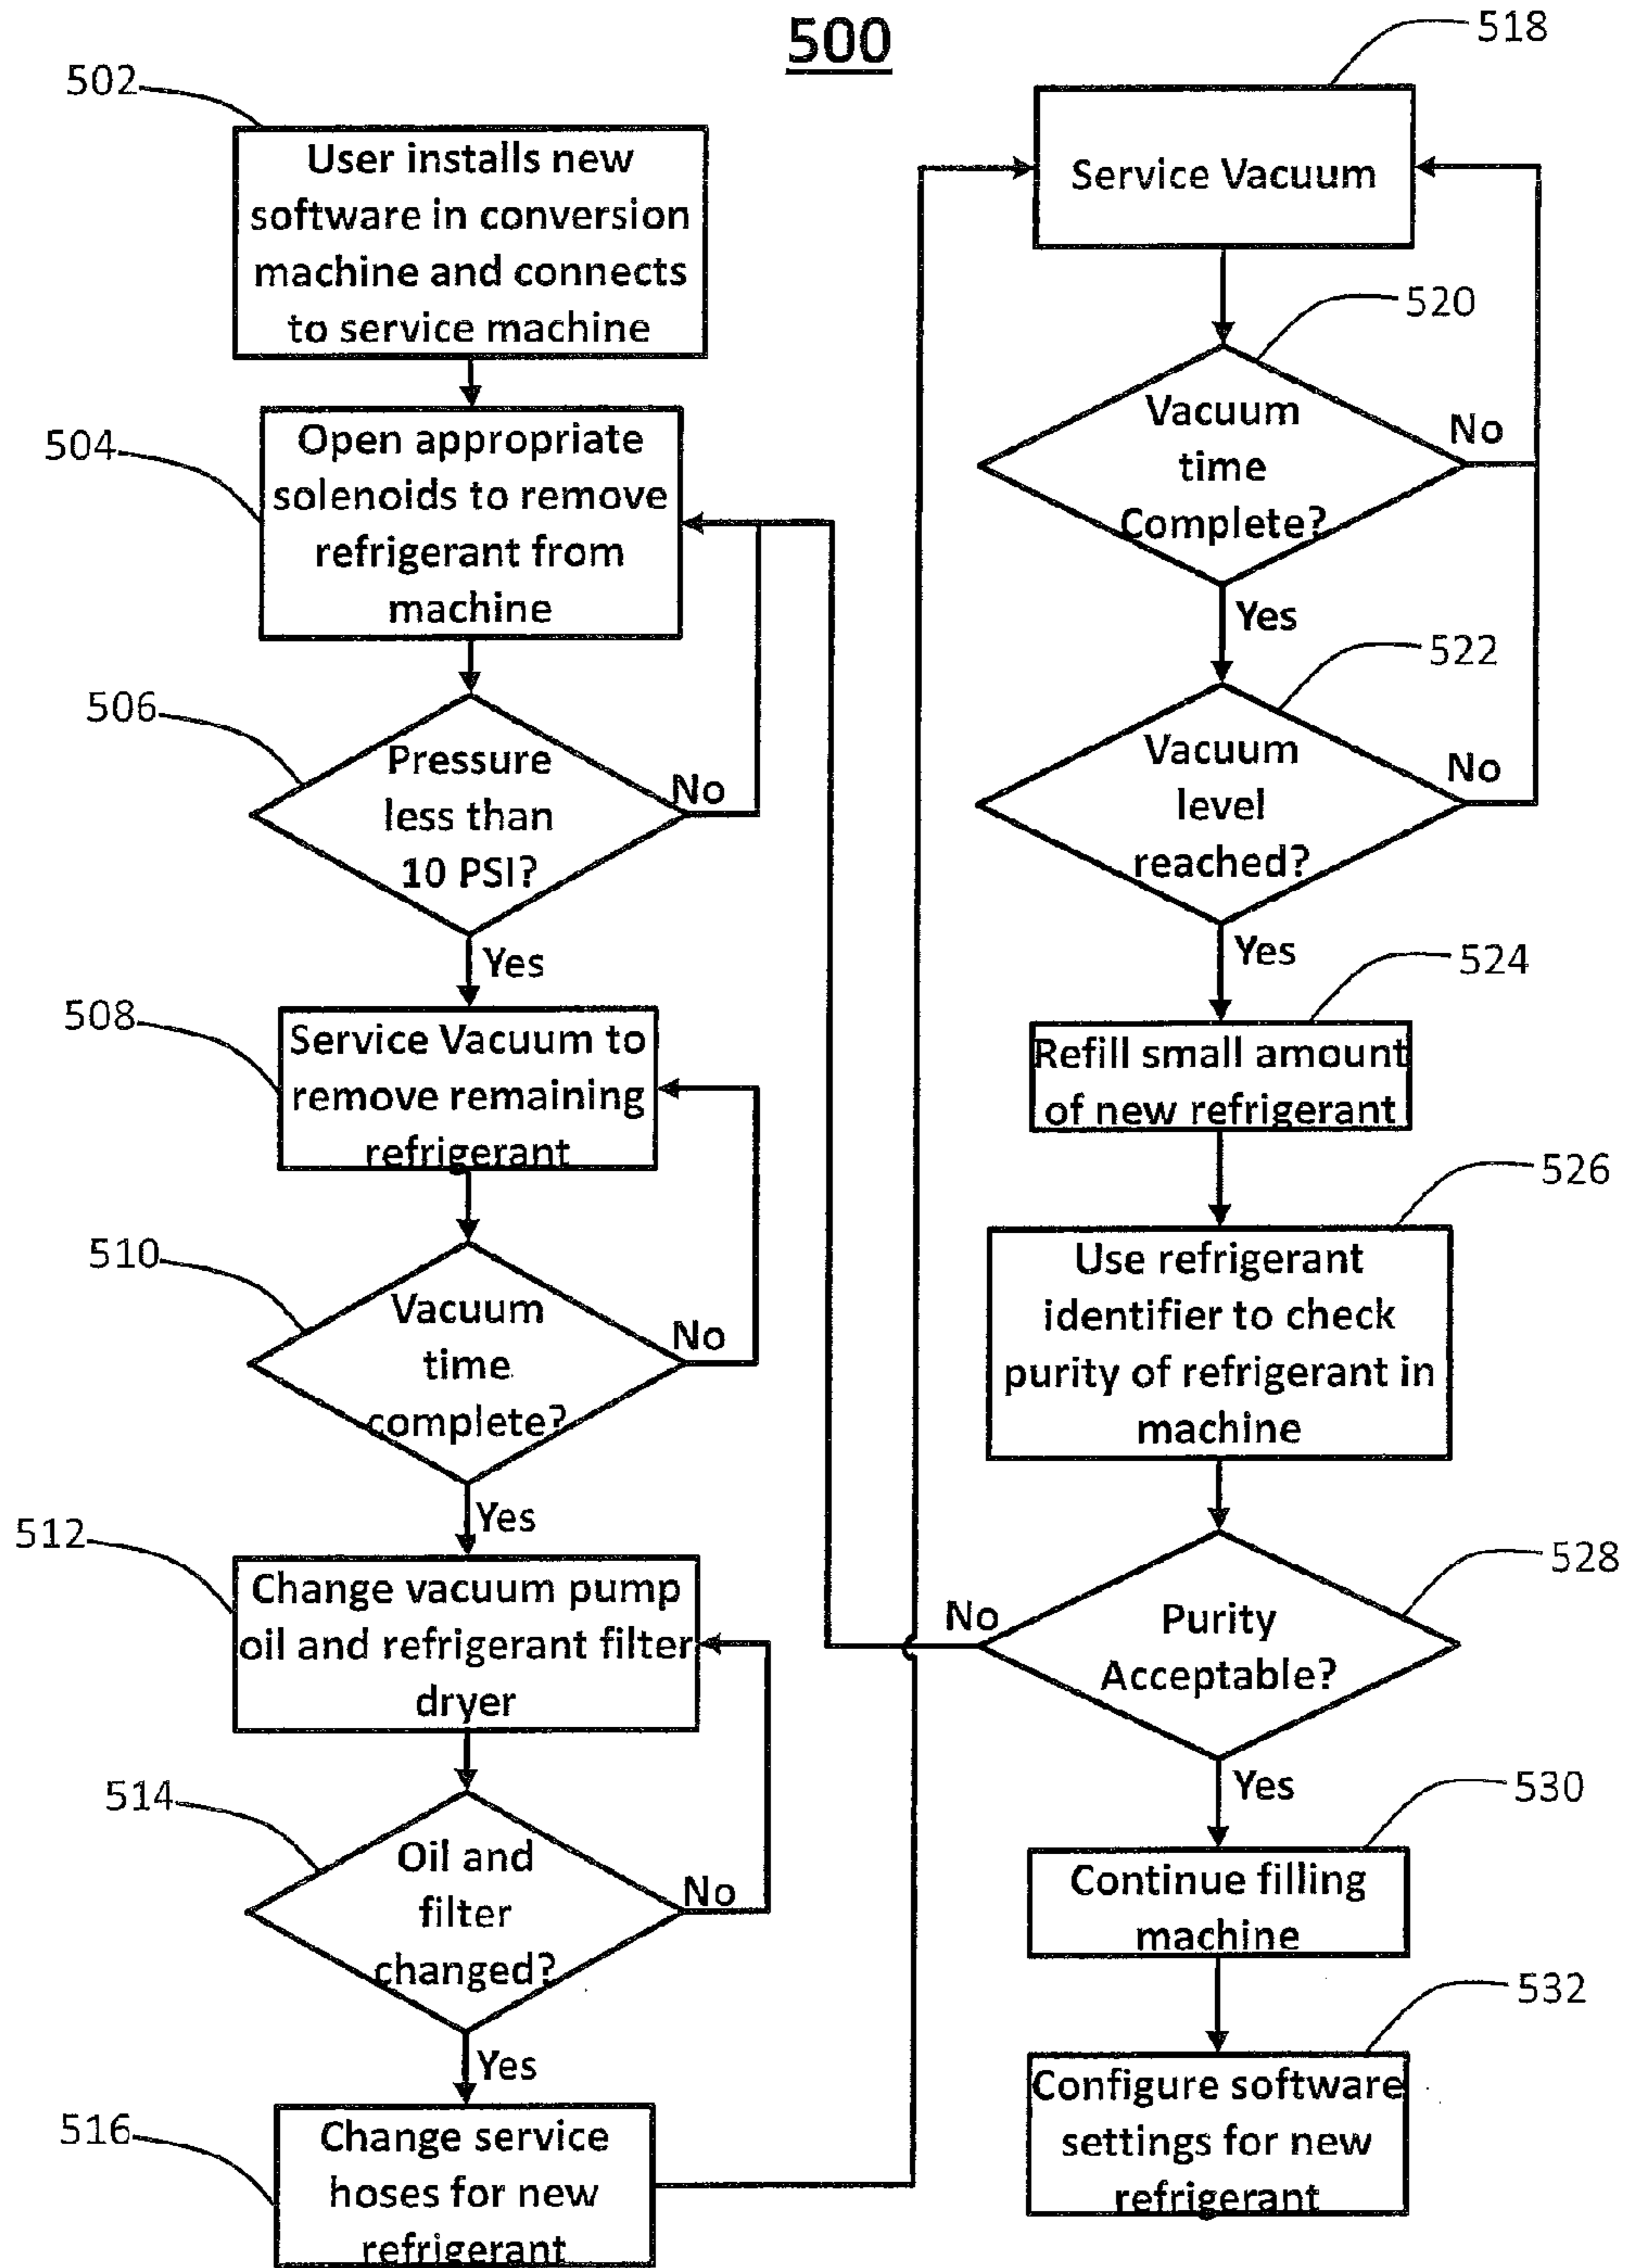 500
502
User installs new
software in conversion
machine and connects
to service machine
504
Open appropriate
solenoids to remove
refrigerant from
machine
506
Pressure
less than
10 PSI?
No
Yes
508
Service Vacuum to
remove remaining
refrigerant
510
Vacuum
time
complete?
No
Yes
512
Change vacuum pump
oil and refrigerant filter
dryer
514
Oil and
filter
changed?
No
Yes
516
Change service
hoses for new
refrigerant
518
Service Vacuum
520
Vacuum
time
Complete?
No
Yes
522
Vacuum
level
reached?
No
Yes
524
Refill small amount
of new refrigerant
526
Use refrigerant
identifier to check
purity of refrigerant in
machine
528
Purity
Acceptable?
No
Yes
530
Continue filling
machine
532
Configure software
settings for new
refrigerant